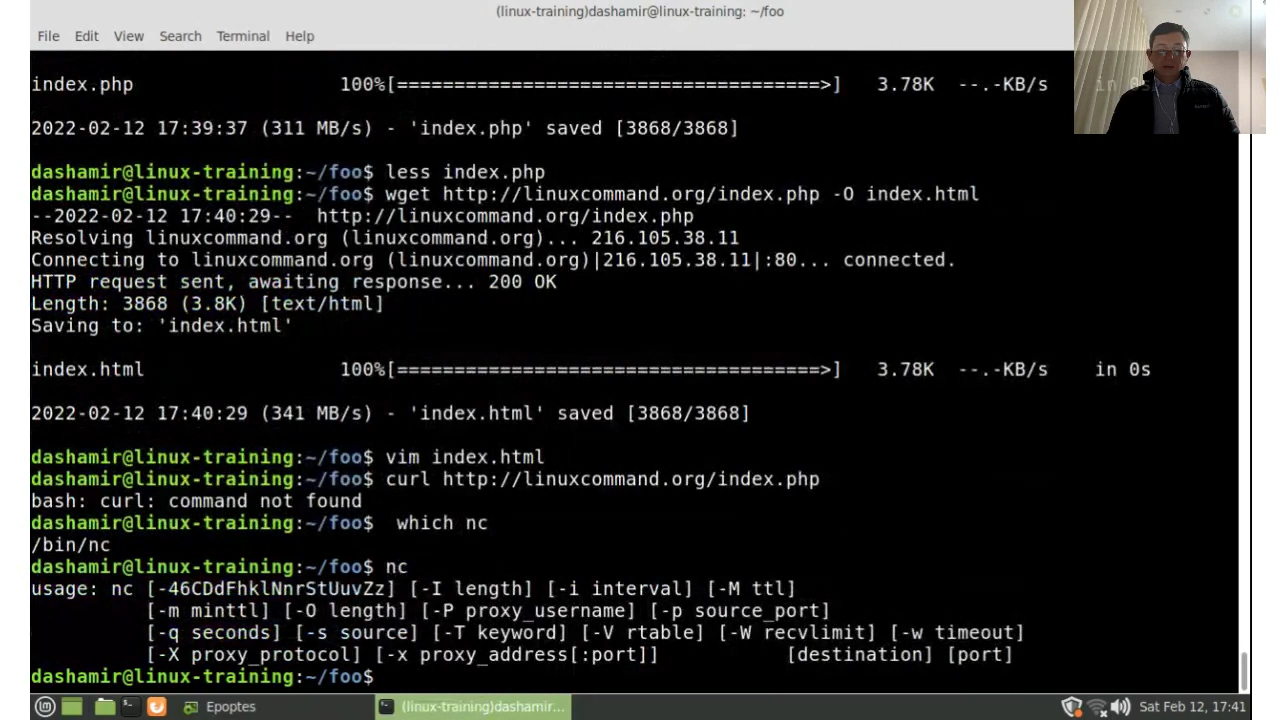 (linux-training)dashamir@linux-training: ~/foo
File Edit View Search Terminal Help
index.php 100%[=====================================>] 3.78K --.-KB/s in 0s
2022-02-12 17:39:37 (311 MB/s) - 'index.php' saved [3868/3868]
dashamir@linux-training:~/foo$ less index.php
dashamir@linux-training:~/foo$ wget http://linuxcommand.org/index.php -O index.html
--2022-02-12 17:40:29-- http://linuxcommand.org/index.php
Resolving linuxcommand.org (linuxcommand.org)... 216.105.38.11
Connecting to linuxcommand.org (linuxcommand.org)|216.105.38.11|:80... connected.
HTTP request sent, awaiting response... 200 OK
Length: 3868 (3.8K) [text/html]
Saving to: 'index.html'
index.html 100%[=====================================>] 3.78K --.-KB/s in 0s
2022-02-12 17:40:29 (341 MB/s) - 'index.html' saved [3868/3868]
dashamir@linux-training:~/foo$ vim index.html
dashamir@linux-training:~/foo$ curl http://linuxcommand.org/index.php
bash: curl: command not found
dashamir@linux-training:~/foo$  which nc
/bin/nc
dashamir@linux-training:~/foo$ nc
usage: nc [-46CDdFhklNnrStUuvZz] [-I length] [-i interval] [-M ttl]
[-m minttl] [-O length] [-P proxy_username] [-p source_port]
[-q seconds] [-s source] [-T keyword] [-V rtable] [-W recvlimit] [-w timeout]
[-X proxy_protocol] [-x proxy_address[:port]] [destination] [port]
dashamir@linux-training:~/foo$
Epoptes (linux-training)dashamir... Sat Feb 12, 17:41